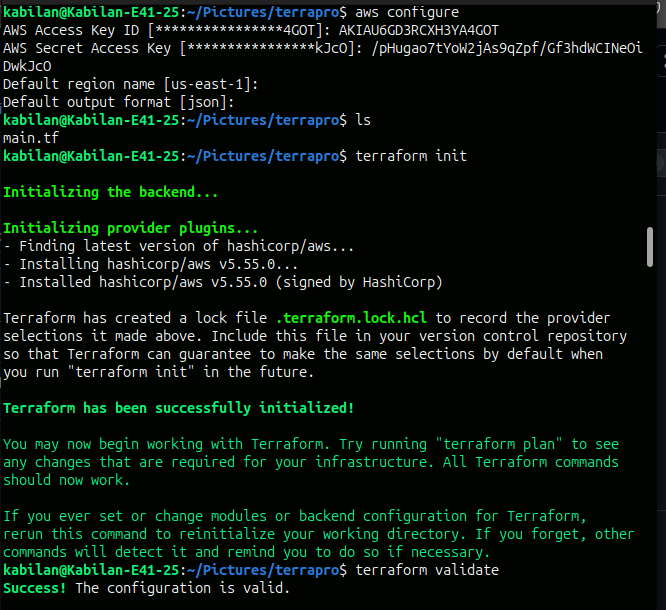 kabilan@Kabilan-E41-25:~/Pictures/terrapro$ aws configure
AWS Access Key ID [****************4GOT]: AKIAU6GD3RCXH3YA4GOT
AWS Secret Access Key [****************kJcO]: /pHugao7tYoW2jAs9qZpf/Gf3hdWCINeOi
DwkJcO
Default region name [us-east-1]:
Default output format [json]:
kabilan@Kabilan-E41-25:~/Pictures/terrapro$ ls
main.tf
kabilan@Kabilan-E41-25:~/Pictures/terrapro$ terraform init
Initializing the backend...
Initializing provider plugins...
- Finding latest version of hashicorp/aws...
- Installing hashicorp/aws v5.55.0...
- Installed hashicorp/aws v5.55.0 (signed by HashiCorp)
Terraform has created a lock file .terraform.lock.hcl to record the provider
selections it made above. Include this file in your version control repository
so that Terraform can guarantee to make the same selections by default when
you run "terraform init" in the future.
Terraform has been successfully initialized!
You may now begin working with Terraform. Try running "terraform plan" to see
any changes that are required for your infrastructure. All Terraform commands
should now work.
If you ever set or change modules or backend configuration for Terraform,
rerun this command to reinitialize your working directory. If you forget, other
commands will detect it and remind you to do so if necessary.
kabilan@Kabilan-E41-25:~/Pictures/terrapro$ terraform validate
Success! The configuration is valid.